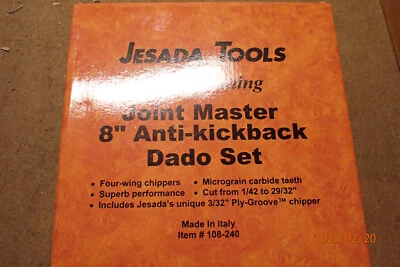 JESADA TOOLS
Joint Master
8" Anti-kickback
Dado Set
• Four-wing chippers • Micrograin carbide teeth
• Superb performance • Cut from 1/42 to 29/32"
• Includes Jesada's unique 3/32" Ply-Groove™ chipper
Made In Italy
Item # 108-240